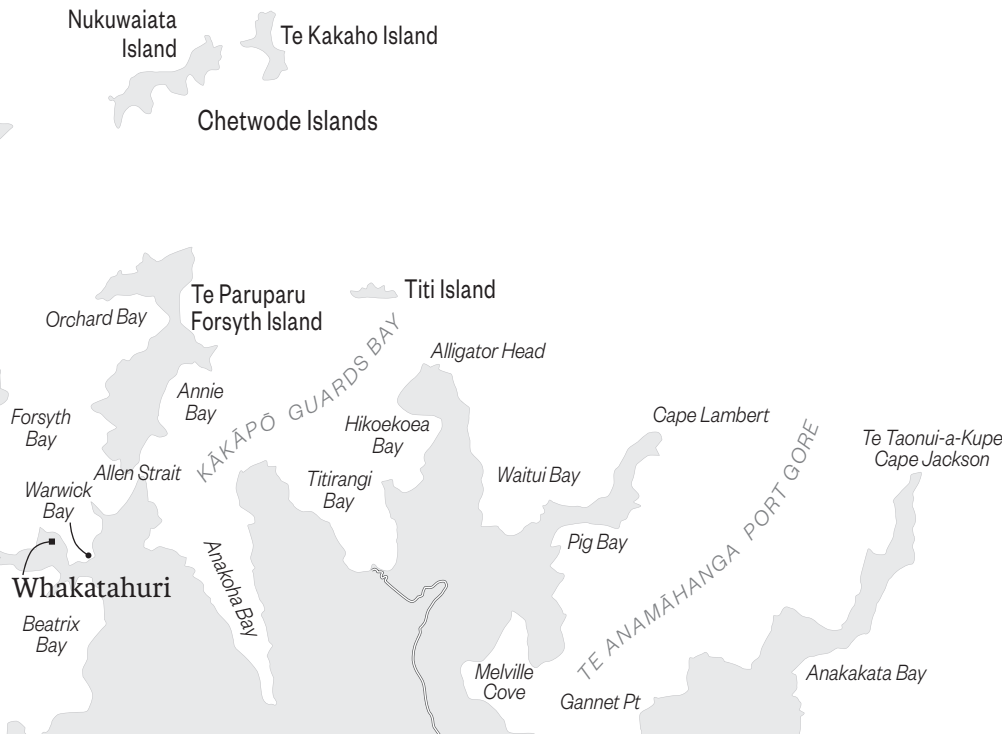 Nukuwaiata
Island
Te Kakaho Island
Chetwode Islands
Te Paruparu
Forsyth Island
Titi Island
Orchard Bay
KĀKĀPŌ GUARDS BAY
Alligator Head
Annie
Bay
Forsyth
Bay
Hikoekoea
Bay
Cape Lambert
TE ANAMĀHANGA PORT GORE
Te Taonui-a-Kupe
Cape Jackson
Allen Strait
Titirangi
Bay
Waitui Bay
Warwick
Bay
Pig Bay
Anakoha Bay
Whakatahuri
Beatrix
Bay
Melville
Cove
Gannet Pt
Anakakata Bay